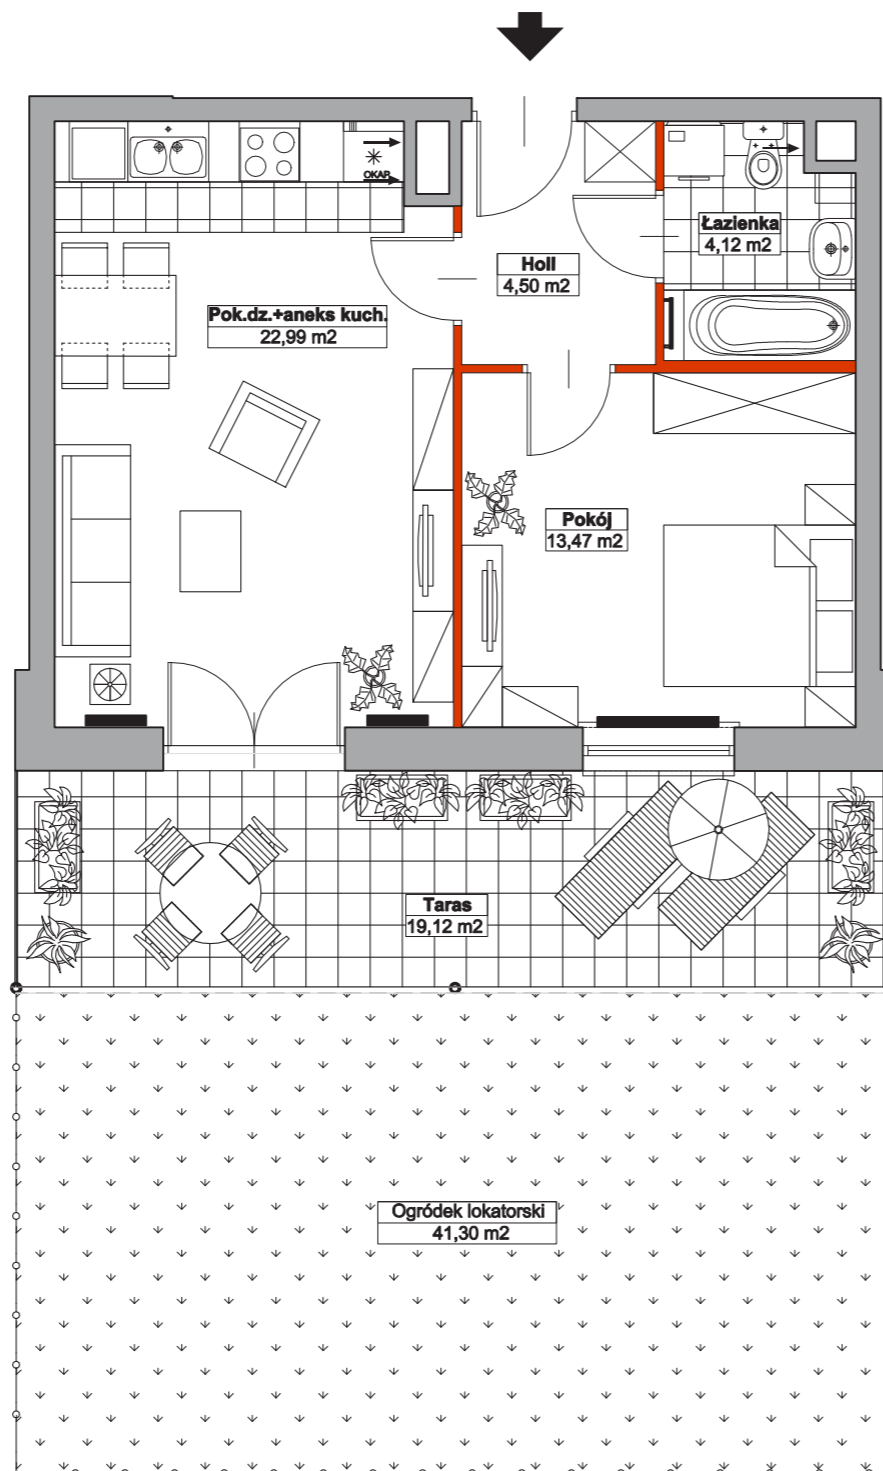 OKAP
Łazienka
4,12 m2
Holl
4,50 m2
Pok.dz.+aneks kuch.
22,99 m2
Pokój
13,47 m2
Taras
19,12 m2
Ogródek lokatorski
41,30 m2